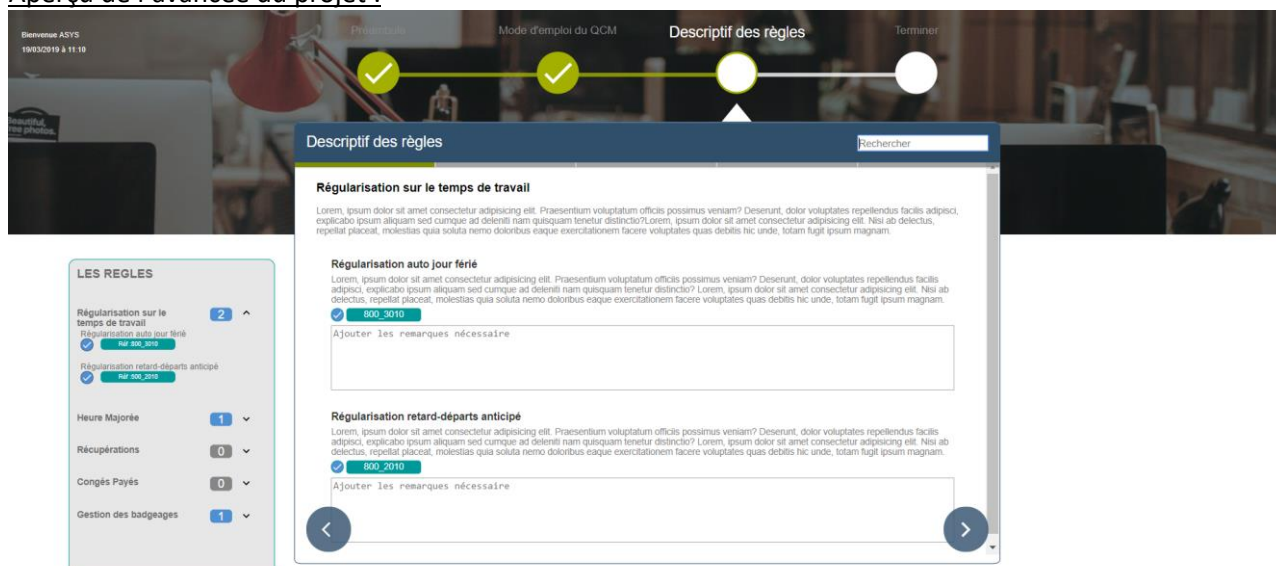 Aperçu de l'avancée du projet :
Bienvenue ASYS
19/03/2019 à 11:10
Préambule
Mode d'emploi du QCM
Descriptif des règles
Terminer
Beautiful,
free photos.
Descriptif des règles
Rechercher
Régularisation sur le temps de travail
Lorem, ipsum dolor sit amet consectetur adipisicing elit. Praesentium voluptatum officiis possimus veniam? Deserunt, dolor voluptates repellendus facilis adipisci,
explicabo ipsum aliquam sed cumque ad deleniti nam quisquam tenetur distinctio?Lorem, ipsum dolor sit amet consectetur adipisicing elit. Nisi ab delectus,
repellat placeat, molestias quia soluta nemo doloribus eaque exercitationem facere voluptates quas debitis hic unde, totam fugit ipsum magnam.
Régularisation auto jour férié
Lorem, ipsum dolor sit amet consectetur adipisicing elit. Praesentium voluptatum officiis possimus veniam? Deserunt, dolor voluptates repellendus facilis
adipisci, explicabo ipsum aliquam sed cumque ad deleniti nam quisquam tenetur distinctio? Lorem, ipsum dolor sit amet consectetur adipisicing elit. Nisi ab
delectus, repellat placeat, molestias quia soluta nemo doloribus eaque exercitationem facere voluptates quas debitis hic unde, totam fugit ipsum magnam.
800_3010
Ajouter les remarques nécessaire
Régularisation retard-départs anticipé
Lorem, ipsum dolor sit amet consectetur adipisicing elit. Praesentium voluptatum officiis possimus veniam? Deserunt, dolor voluptates repellendus facilis
adipisci, explicabo ipsum aliquam sed cumque ad deleniti nam quisquam tenetur distinctio? Lorem, ipsum dolor sit amet consectetur adipisicing elit. Nisi ab
delectus, repellat placeat, molestias quia soluta nemo doloribus eaque exercitationem facere voluptates quas debitis hic unde, totam fugit ipsum magnam.
800_2010
Ajouter les remarques nécessaire
LES REGLES
Régularisation sur le
temps de travail
2
Régularisation auto jour férié
Réf :800_3010
Régularisation retard-départs anticipé
Réf :500_2010
Heure Majorée
1
Récupérations
0
Congés Payés
0
Gestion des badgeages
1